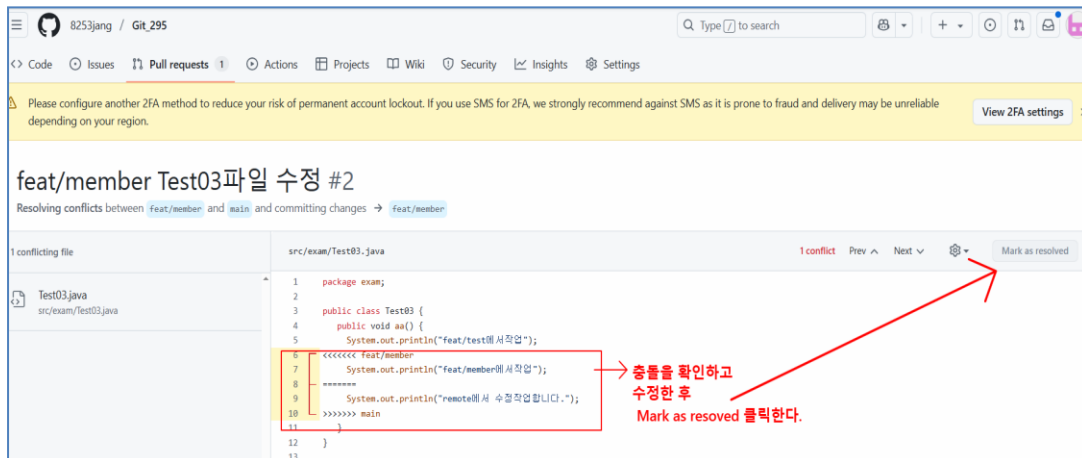 8253jang / Git_295
Type / to search
<> Code Issues Pull requests 1 Actions Projects Wiki Security Insights Settings
Please configure another 2FA method to reduce your risk of permanent account lockout. If you use SMS for 2FA, we strongly recommend against SMS as it is prone to fraud and delivery may be unreliable
depending on your region.
View 2FA settings
feat/member Test03파일 수정 #2
Resolving conflicts between feat/member and main and committing changes → feat/member
1 conflicting file
src/exam/Test03.java
1 conflict Prev Next
Mark as resolved
Test03.java
src/exam/Test03.java
1 package exam;
2
3 public class Test03 {
4 public void aa() {
5 System.out.println("feat/test에서작업");
6 <<<<<<< feat/member
7 System.out.println("feat/member에서작업");
8 =======
9 System.out.println("remote에서 수정작업합니다.");
10 >>>>>>> main
11 }
12 }
13
충돌을 확인하고
수정한 후
Mark as resoved 클릭한다.